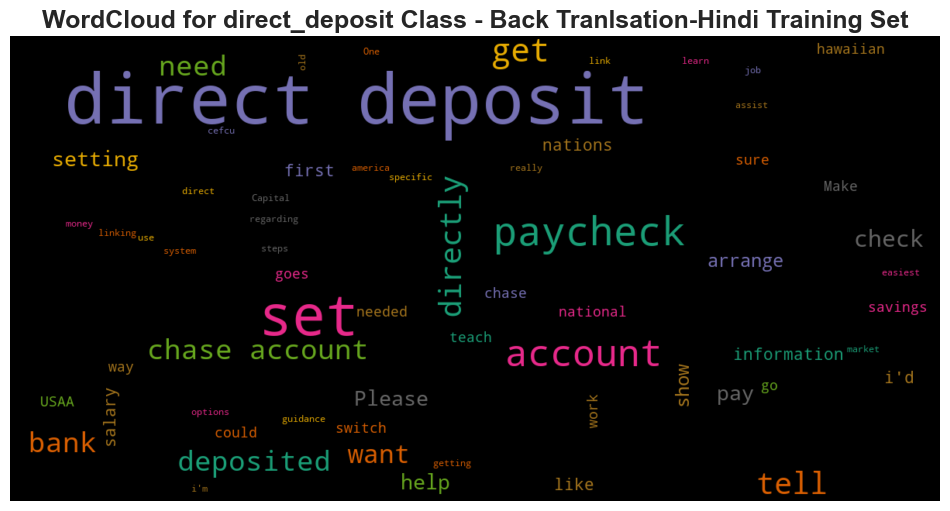 WordCloud for direct_deposit Class - Back Tranlsation-Hindi Training Set
One
old
need
get
link
learn
hawaiian
job
direct deposit
assist
cefcu
setting
nations
first
america
specific
really
sure
direct
Capital
Make
regarding
money
linking
use
system
steps
directly
paycheck
check
arrange
goes
easiest
chase
set
needed
national
savings
teach
chase account
account
information
market
way
show
i'd
USAA
salary
Please
work
pay
go
options
guidance
could
switch
bank
deposited
want
getting
help
like
tell
i'm